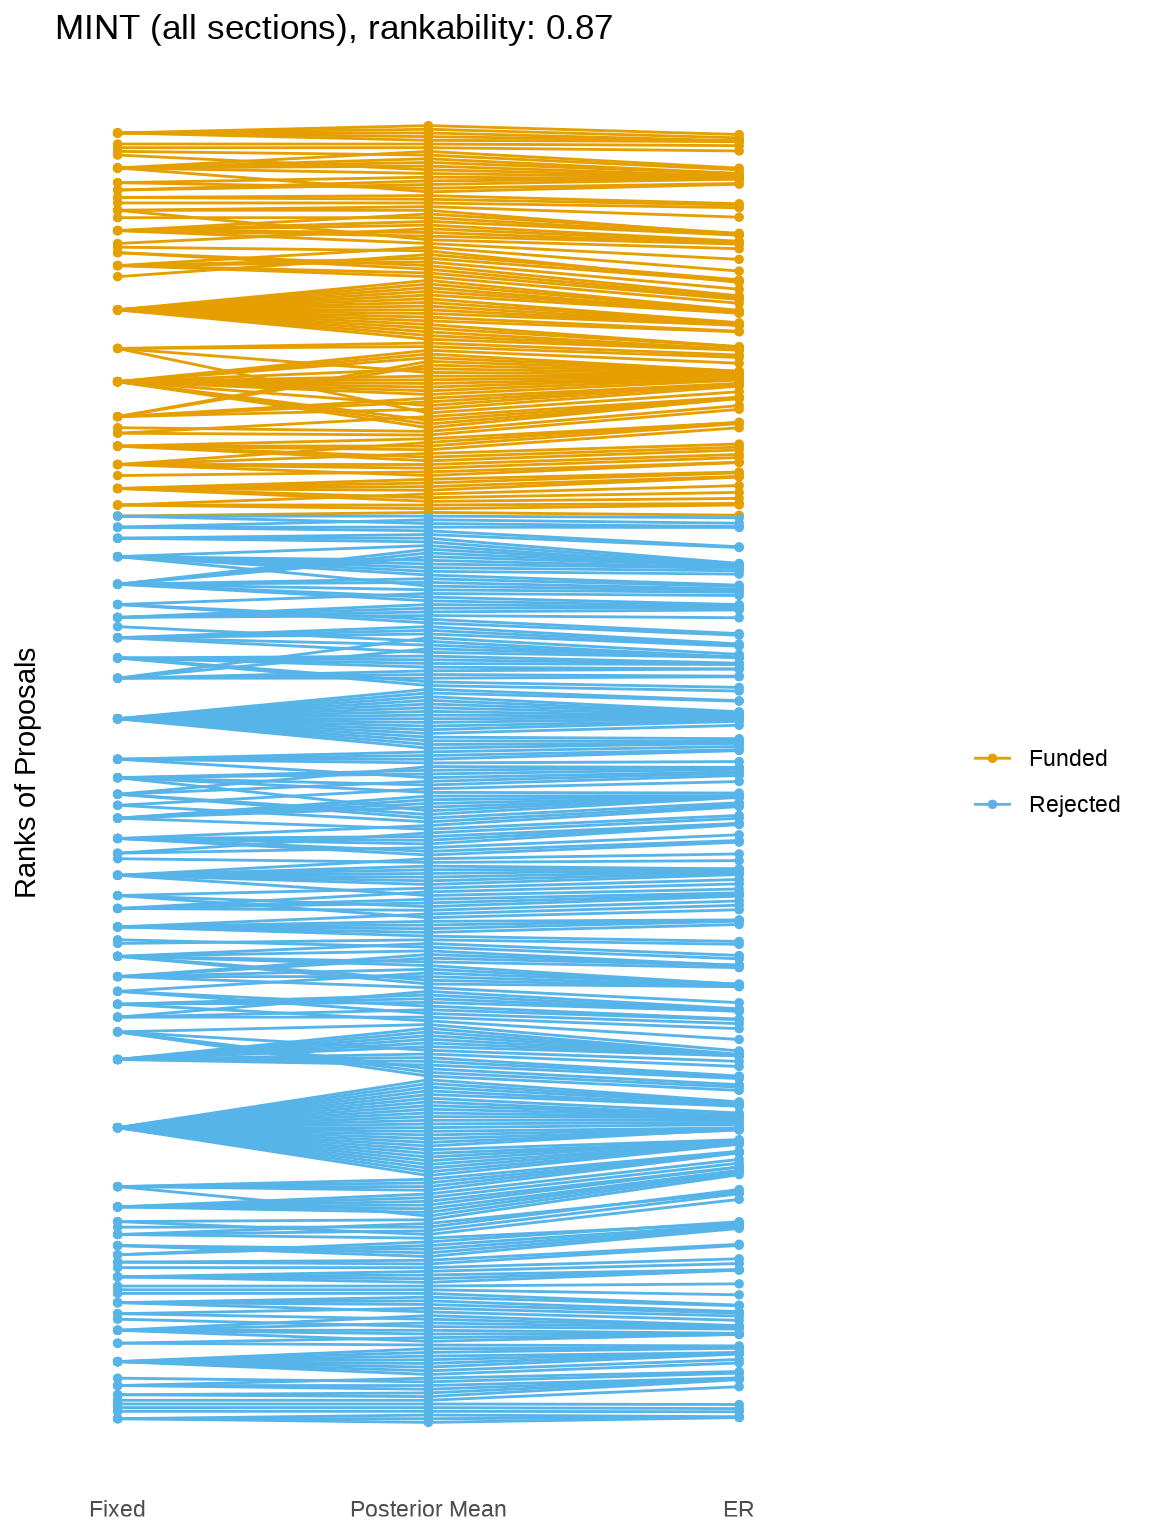 MINT (all sections), rankability: 0.87
Ranks of Proposals
Funded
Rejected
Fixed
Posterior Mean
ER